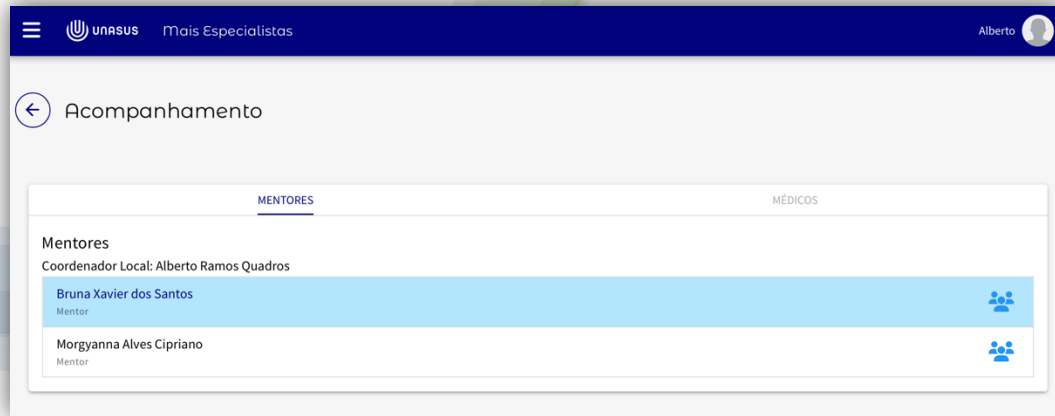 UNASUS Mais Especialistas Alberto
Acompanhamento
MENTORES MÉDICOS
Mentores
Coordenador Local: Alberto Ramos Quadros
Bruna Xavier dos Santos
Mentor
Morgyanna Alves Cipriano
Mentor